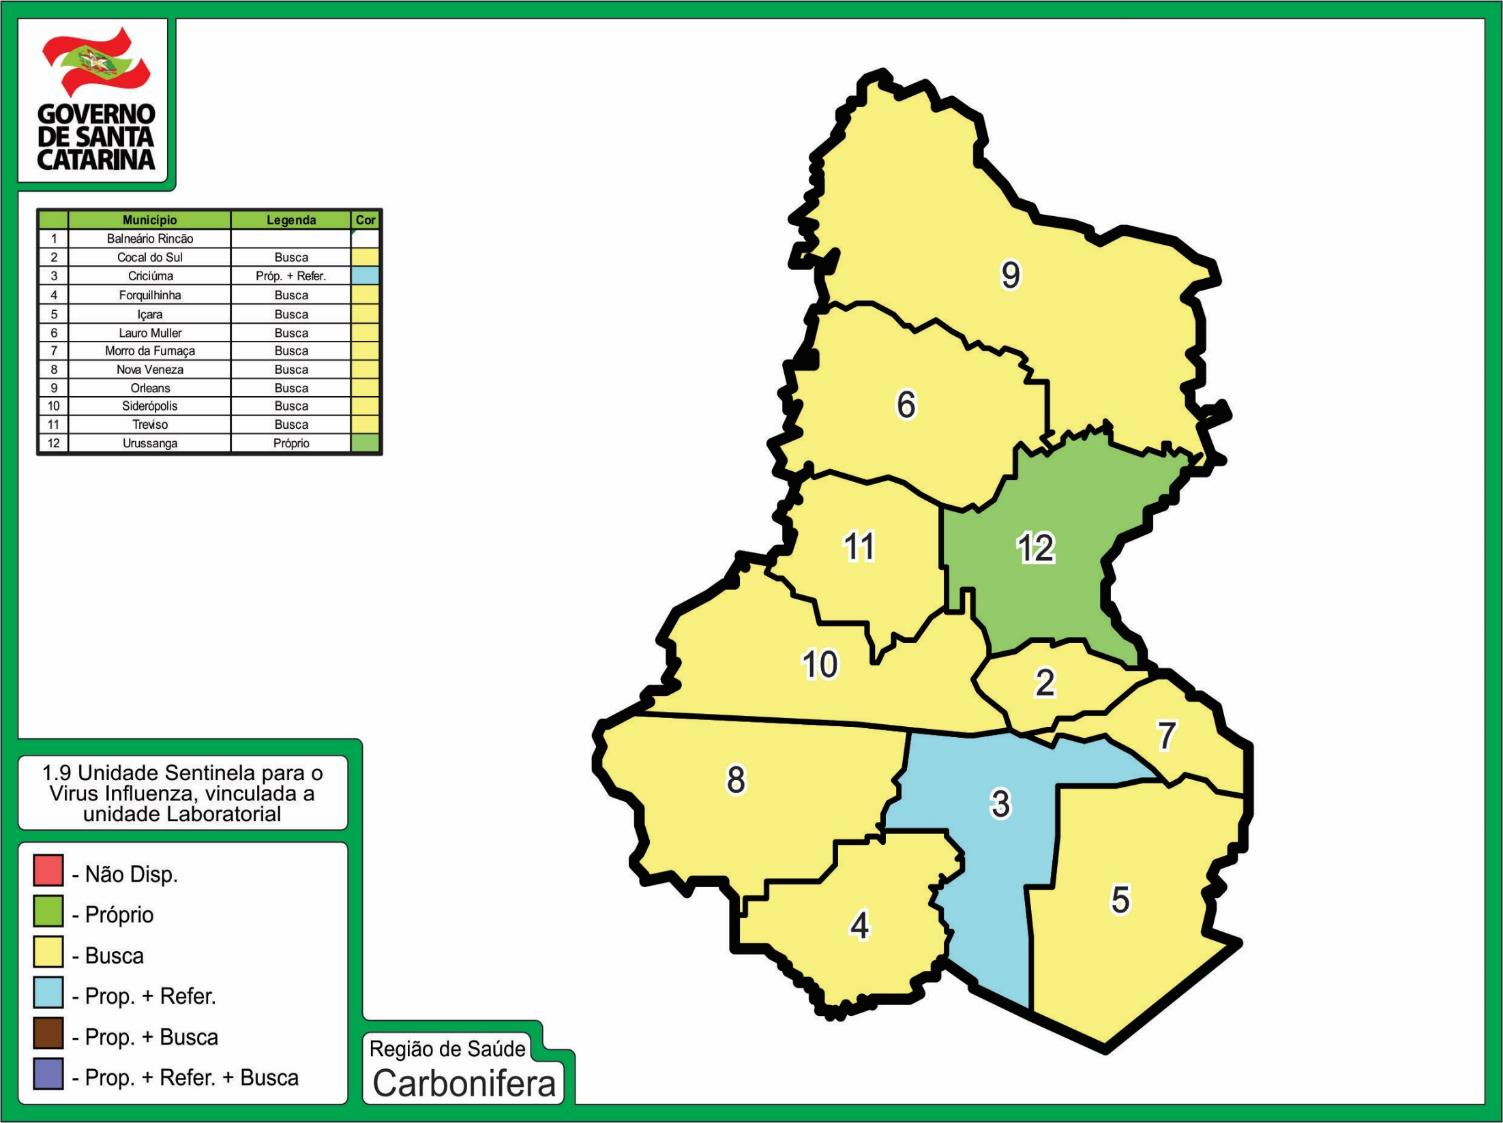 GOVERNO
DE SANTA
CATARINA
Município Legenda Cor
1 Balneário Rincão
2 Cocal do Sul Busca
3 Criciúma Próp. + Refer.
4 Forquilhinha Busca
5 Içara Busca
6 Lauro Muller Busca
7 Morro da Fumaça Busca
8 Nova Veneza Busca
9 Orleans Busca
10 Siderópolis Busca
11 Treviso Busca
12 Urussanga Próprio
9
6
11
12
10
2
7
8
3
5
4
1.9 Unidade Sentinela para o
Virus Influenza, vinculada a
unidade Laboratorial
- Não Disp.
- Próprio
- Busca
- Prop. + Refer.
- Prop. + Busca
- Prop. + Refer. + Busca
Região de Saúde
Carbonifera